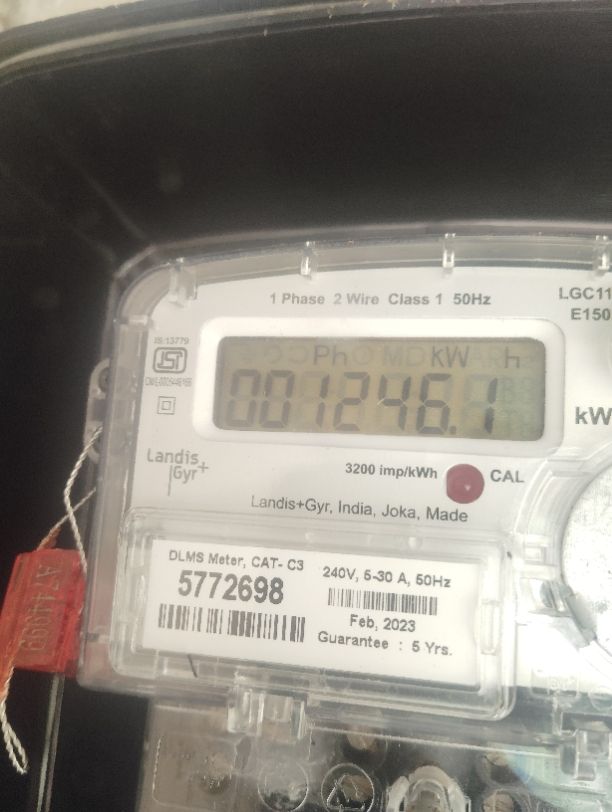 1 Phase 2 Wire Class 1 50Hz
LGC11
E150
IS 13779
ISI
Ph MD kW h
001246.1
kW
Landis
Gyr+
3200 imp/kWh
CAL
Landis+Gyr, India, Joka, Made
DLMS Meter, CAT- C3
5772698
240V, 5-30 A, 50Hz
Feb, 2023
Guarantee : 5 Yrs.